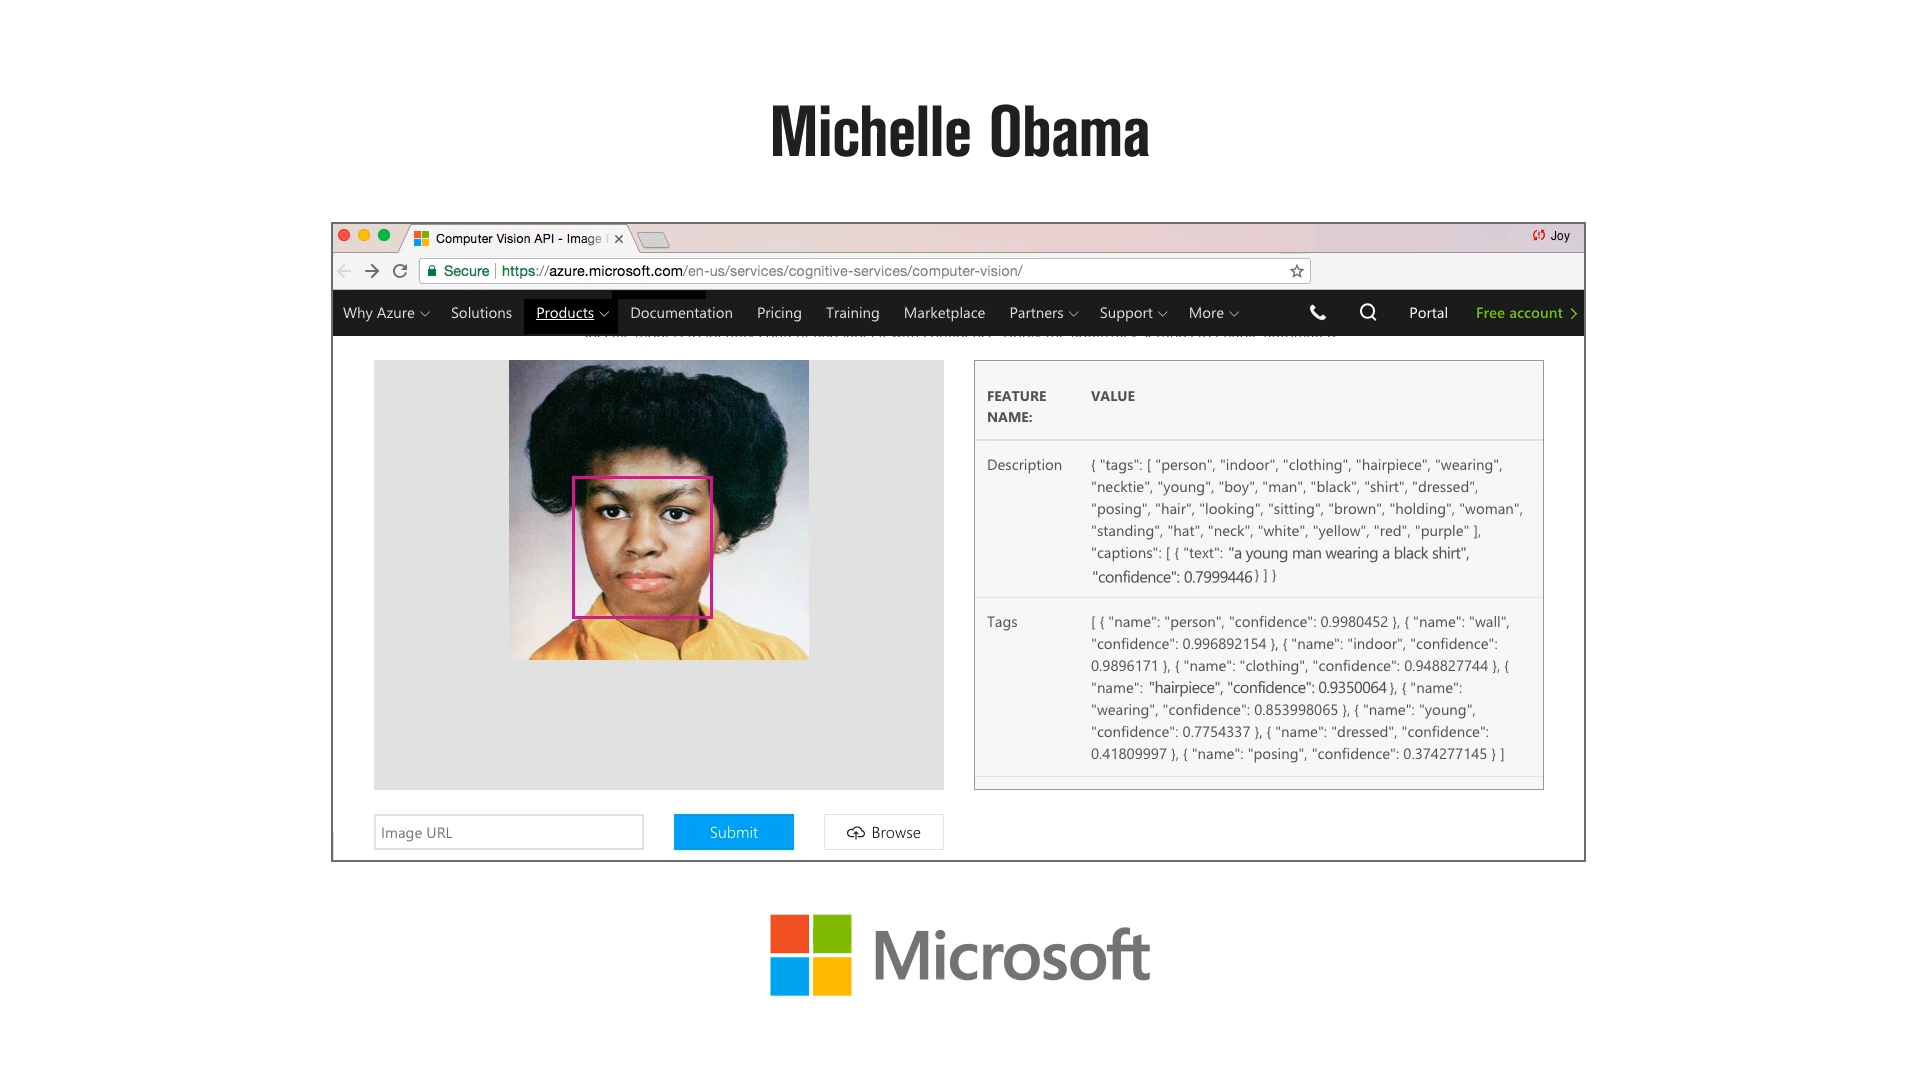 Michelle Obama
Computer Vision API - Image
Joy
Secure https://azure.microsoft.com/en-us/services/cognitive-services/computer-vision/
Why Azure Solutions Products Documentation Pricing Training Marketplace Partners Support More Portal Free account
FEATURE NAME: VALUE
Description
{ "tags": [ "person", "indoor", "clothing", "hairpiece", "wearing",
"necktie", "young", "boy", "man", "black", "shirt", "dressed",
"posing", "hair", "looking", "sitting", "brown", "holding", "woman",
"standing", "hat", "neck", "white", "yellow", "red", "purple" ],
"captions": [ { "text": "a young man wearing a black shirt",
"confidence": 0.7999446 } ] }
Tags
[ { "name": "person", "confidence": 0.9980452 }, { "name": "wall",
"confidence": 0.996892154 }, { "name": "indoor", "confidence":
0.9896171 }, { "name": "clothing", "confidence": 0.948827744 }, {
"name": "hairpiece", "confidence": 0.9350064 }, { "name":
"wearing", "confidence": 0.853998065 }, { "name": "young",
"confidence": 0.7754337 }, { "name": "dressed", "confidence":
0.41809997 }, { "name": "posing", "confidence": 0.374277145 } ]
Image URL
Submit
Browse
Microsoft